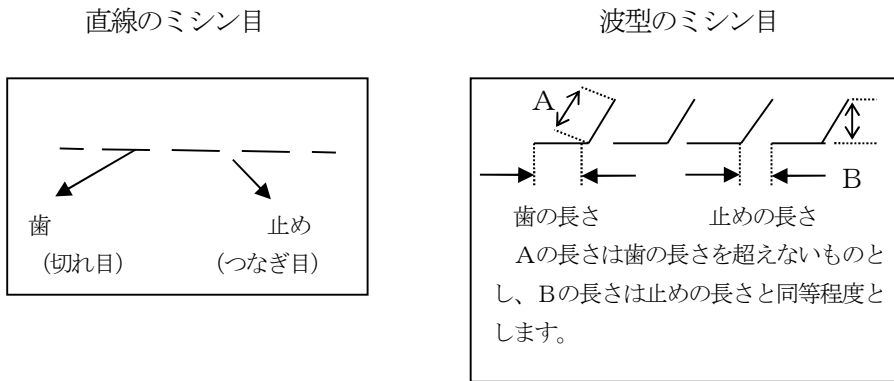 直線のミシン目
歯
（切れ目）
止め
（つなぎ目）
波型のミシン目
A
B
歯の長さ
止めの長さ
Aの長さは歯の長さを超えないものと
し、Bの長さは止めの長さと同等程度と
します。